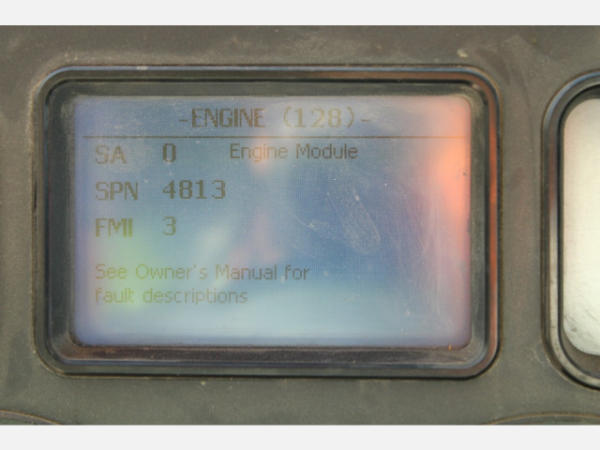 -ENGINE (128)-
SA 0 Engine Module
SPN 4813
FMI 3
See Owner's Manual for
fault descriptions